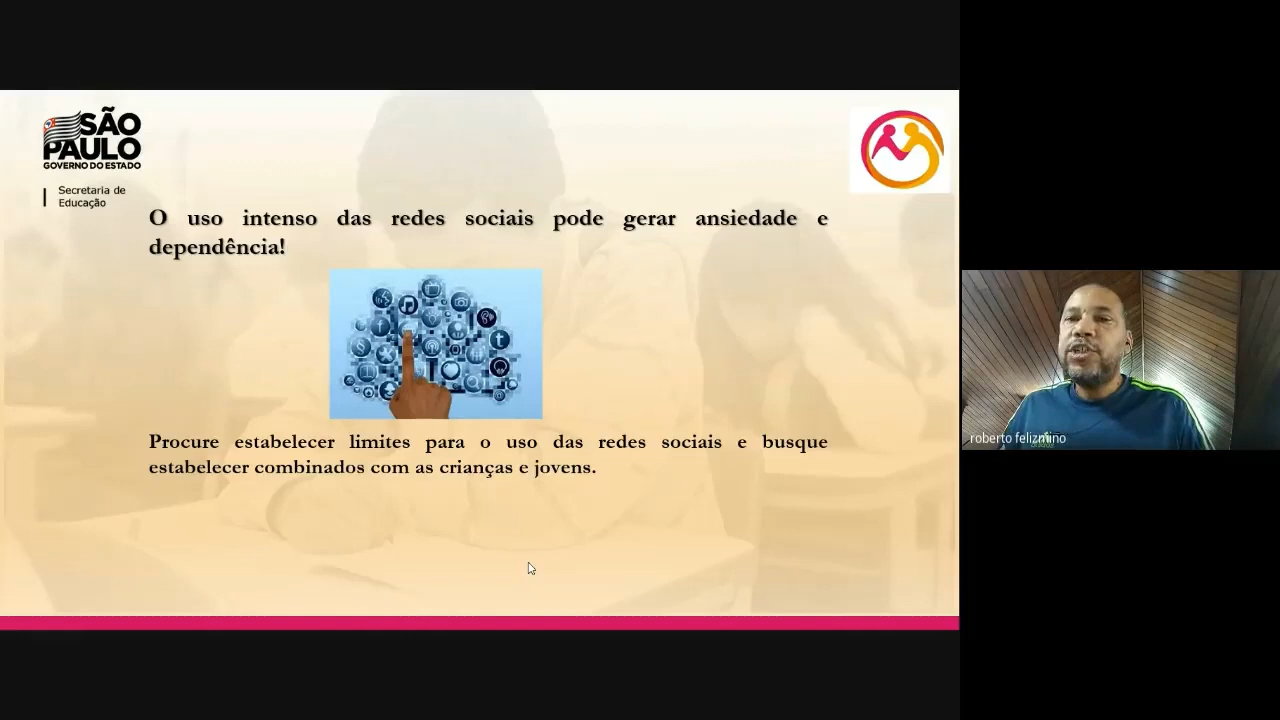 SÃO
PAULO
GOVERNO DO ESTADO
Secretaria de
Educação
O uso intenso das redes sociais pode gerar ansiedade e
dependência!
Procure estabelecer limites para o uso das redes sociais e busque
estabelecer combinados com as crianças e jovens.
roberto felizmino